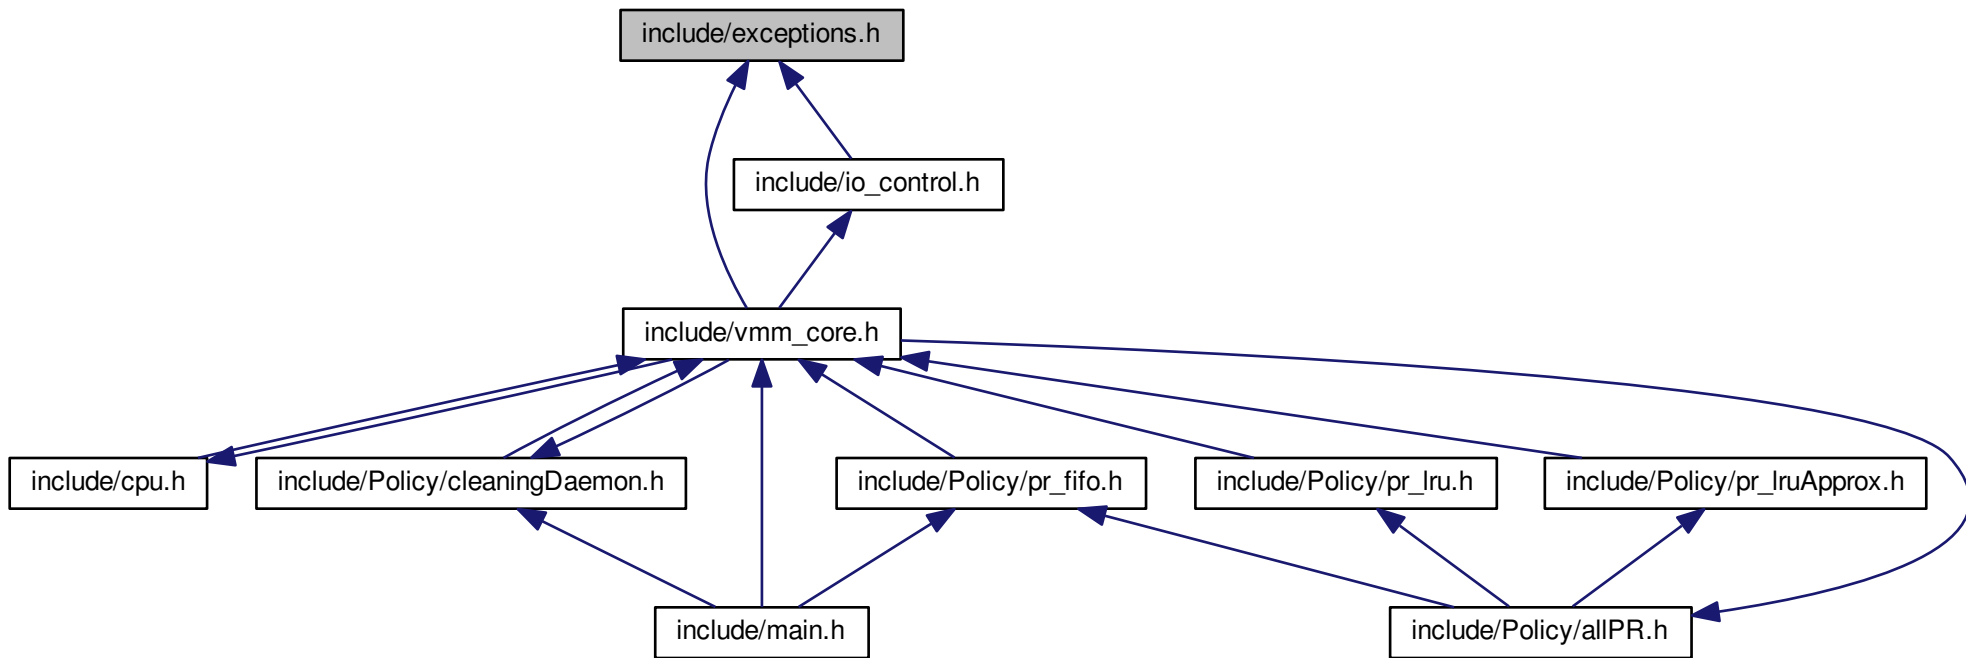 include/exceptions.h
include/io_control.h
include/vmm_core.h
include/cpu.h
include/Policy/cleaningDaemon.h
include/Policy/pr_fifo.h
include/Policy/pr_lru.h
include/Policy/pr_lruApprox.h
include/main.h
include/Policy/allPR.h